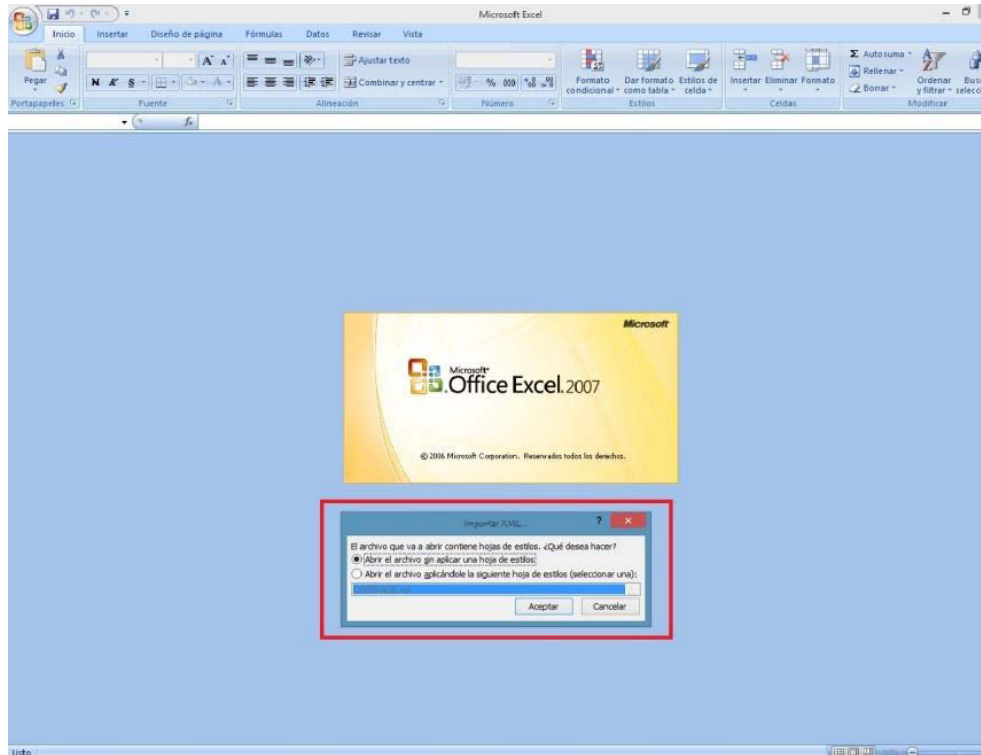 Microsoft Excel
Inicio Insertar Diseño de página Fórmulas Datos Revisar Vista
Pegar
Portapapeles
N K S
A A
Fuente
Ajustar texto
Combinar y centrar
Alineación
% 000
Número
Formato condicional
Dar formato como tabla
Estilos de celda
Estilos
Insertar Eliminar Formato
Celdas
Σ Autosuma
Rellenar
Borrar
Ordenar y filtrar
Modificar
fx
Microsoft
Microsoft
Office Excel 2007
© 2006 Microsoft Corporation. Reservados todos los derechos.
Importar XML
El archivo que va a abrir contiene hojas de estilos. ¿Qué desea hacer?
Abrir el archivo sin aplicar una hoja de estilos
Abrir el archivo aplicándole la siguiente hoja de estilos (seleccionar una):
Aceptar Cancelar
Listo